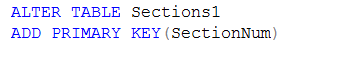 ALTER TABLE Sections1
ADD PRIMARY KEY(SectionNum)